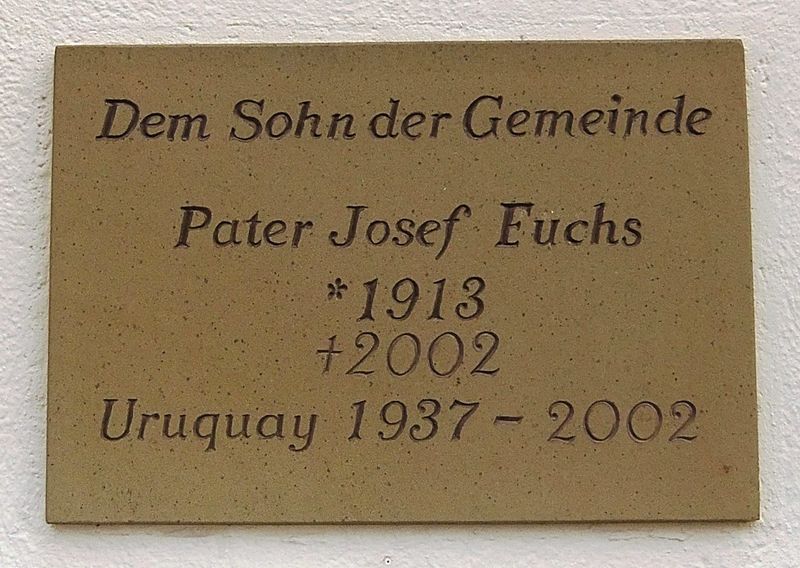 Dem Sohn der Gemeinde
Pater Josef Fuchs
*1913
†2002
Uruquay 1937 - 2002